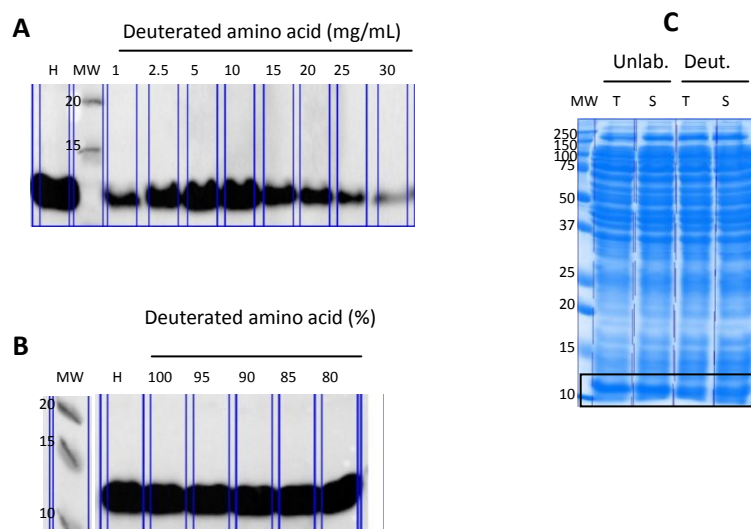 A
Deuterated amino acid (mg/mL)
H MW 1 2.5 5 10 15 20 25 30
20
15
B
Deuterated amino acid (%)
MW H 100 95 90 85 80
20
15
10
C
Unlab. Deut.
MW T S T S
250
150
100
75
50
37
25
20
15
10